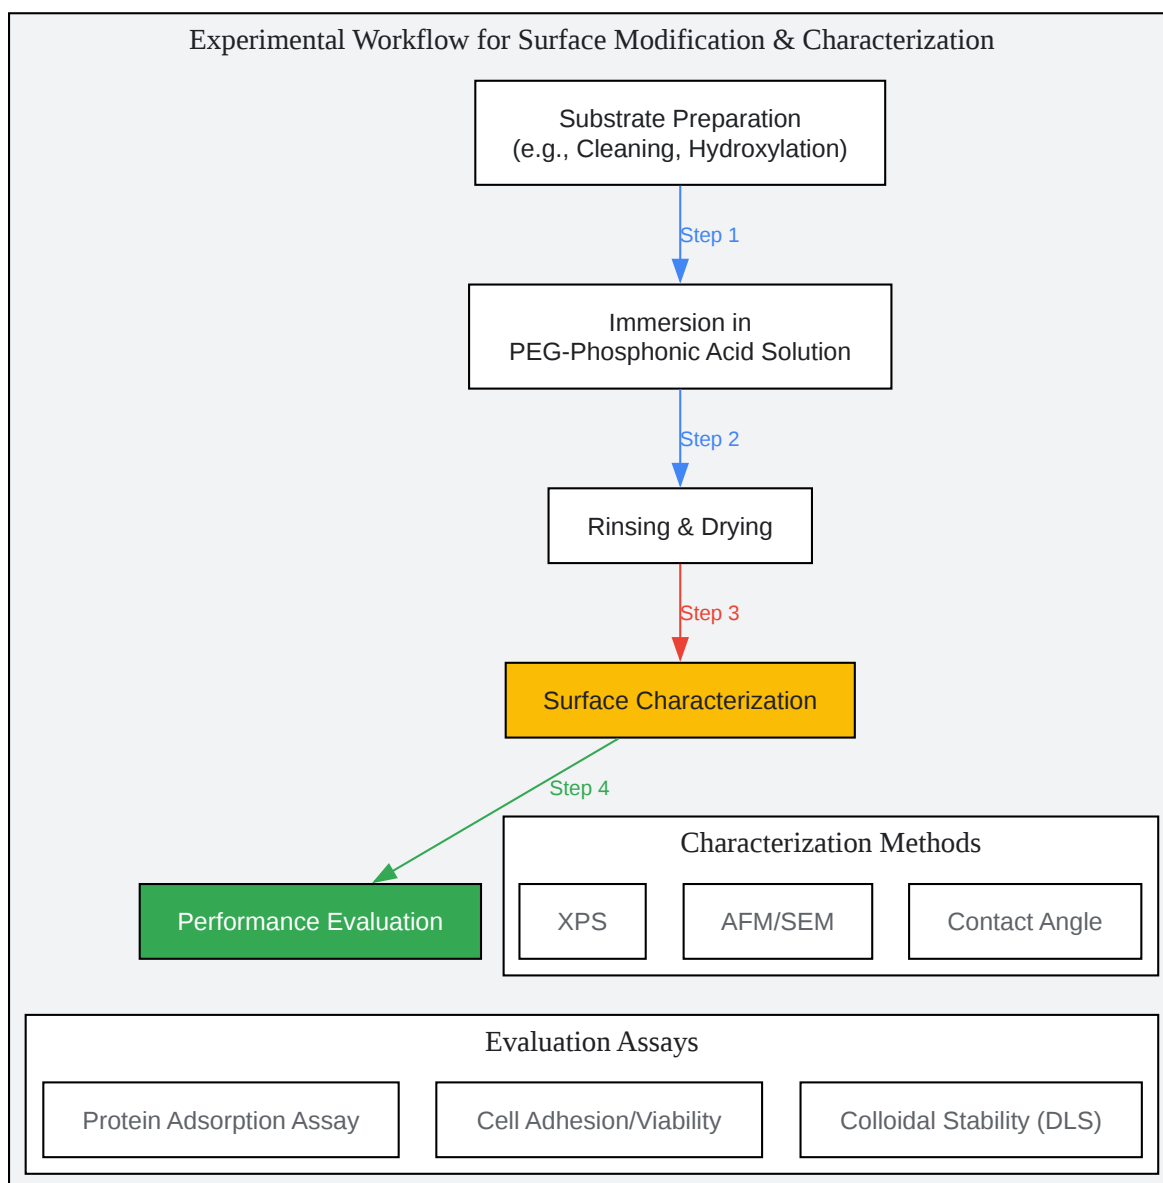 Experimental Workflow for Surface Modification & Characterization
Substrate Preparation
(e.g., Cleaning, Hydroxylation)
Step 1
Immersion in
PEG-Phosphonic Acid Solution
Step 2
Rinsing & Drying
Step 3
Surface Characterization
Step 4
Performance Evaluation
Characterization Methods
XPS
AFM/SEM
Contact Angle
Evaluation Assays
Protein Adsorption Assay
Cell Adhesion/Viability
Colloidal Stability (DLS)